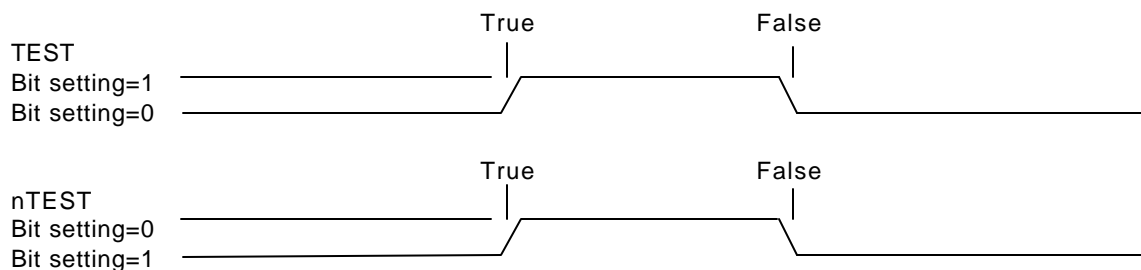 True False
TEST
Bit setting=1
Bit setting=0
True False
nTEST
Bit setting=0
Bit setting=1